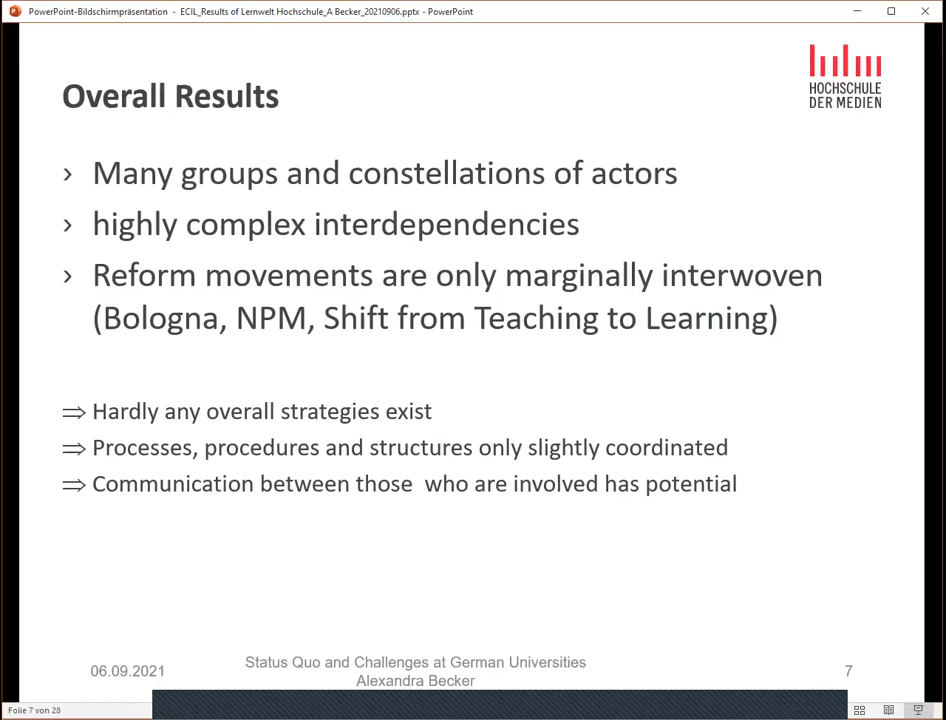 PowerPoint-Bildschirmpräsentation - ECIL_Results of Lernwelt Hochschule_A Becker_20210906.pptx - PowerPoint
HOCHSCHULE
DER MEDIEN
Overall Results
› Many groups and constellations of actors
› highly complex interdependencies
› Reform movements are only marginally interwoven
(Bologna, NPM, Shift from Teaching to Learning)
⇒ Hardly any overall strategies exist
⇒ Processes, procedures and structures only slightly coordinated
⇒ Communication between those who are involved has potential
06.09.2021
Status Quo and Challenges at German Universities
Alexandra Becker
7
Folie 7 von 28